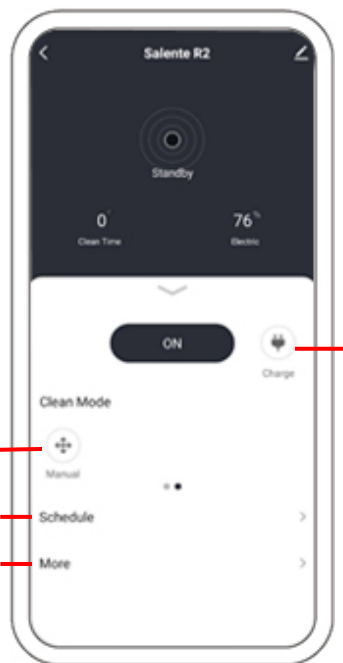 Salente R2
Standby
0'
76%
Clean Time
Electric
ON
Charge
Clean Mode
Manual
Schedule
More